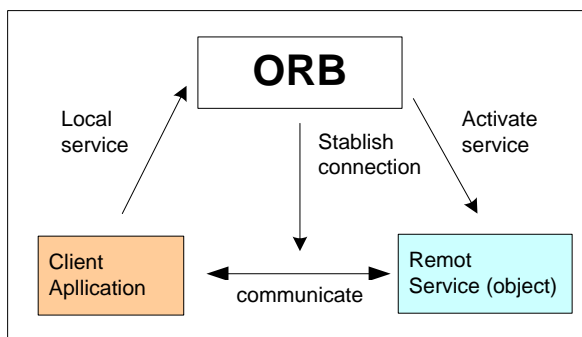 ORB
Local
service
Stablish
connection
Activate
service
Client
Apllication
communicate
Remot
Service (object)